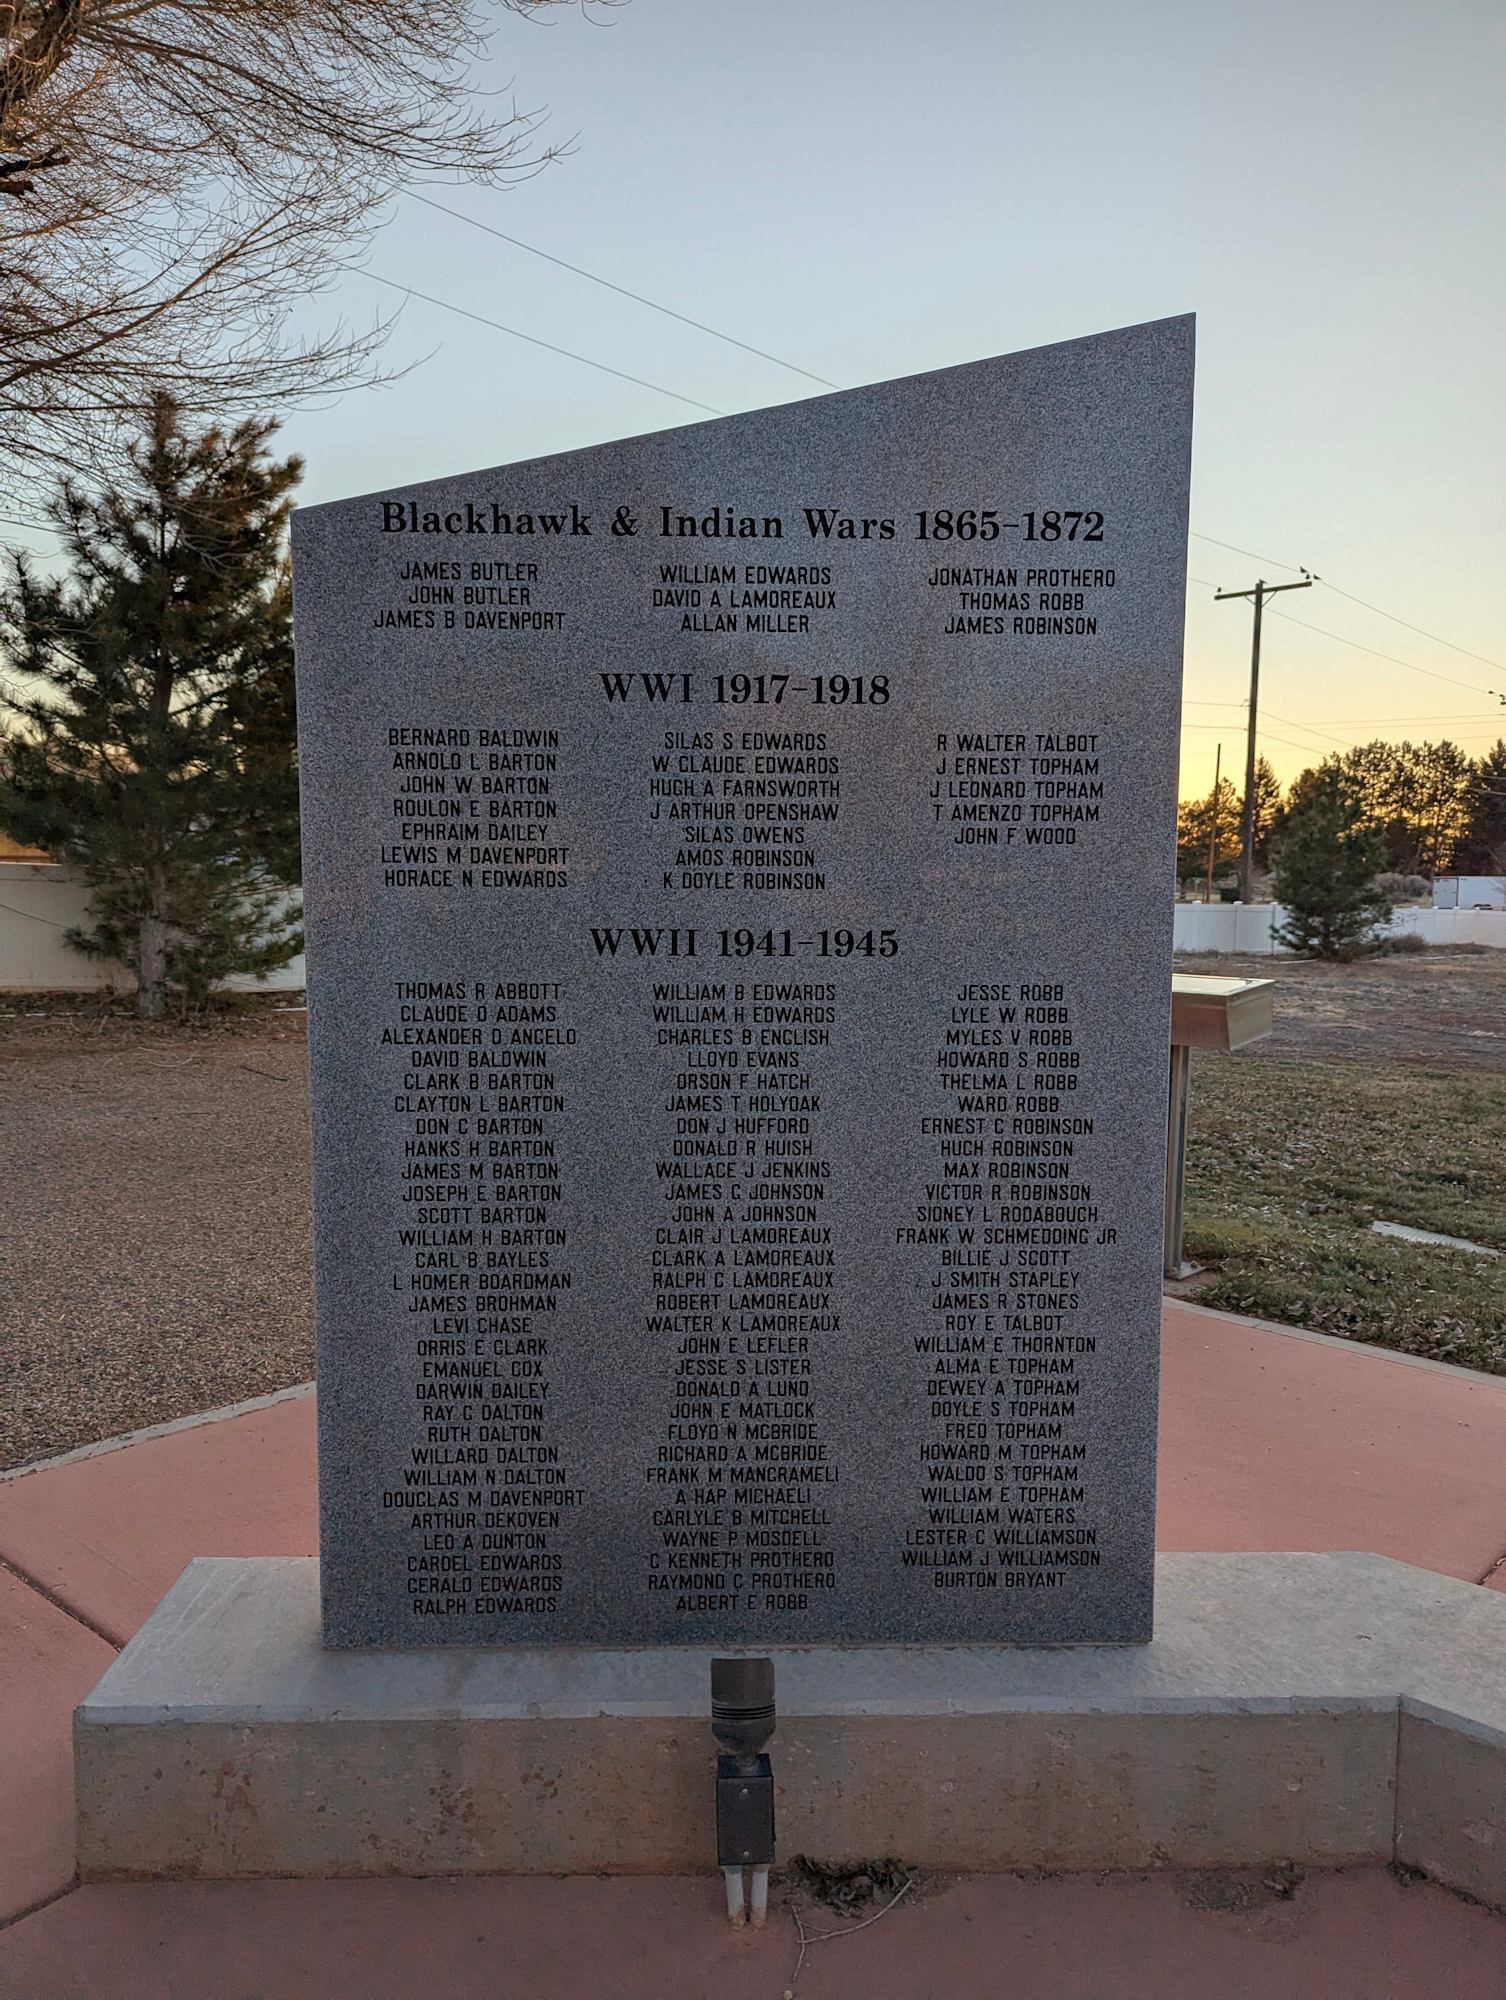 Blackhawk & Indian Wars 1865-1872
JAMES BUTLER
JOHN BUTLER
JAMES B DAVENPORT
WILLIAM EDWARDS
DAVID A LAMOREAUX
ALLAN MILLER
JONATHAN PROTHERO
THOMAS ROBB
JAMES ROBINSON
WWI 1917-1918
BERNARD BALDWIN
ARNOLD L BARTON
JOHN W BARTON
ROULON E BARTON
EPHRAIM DAILEY
LEWIS M DAVENPORT
HORACE N EDWARDS
SILAS S EDWARDS
W CLAUDE EDWARDS
HUGH A FARNSWORTH
J ARTHUR OPENSHAW
SILAS OWENS
AMOS ROBINSON
K DOYLE ROBINSON
R WALTER TALBOT
J ERNEST TOPHAM
J LEONARD TOPHAM
T AMENZO TOPHAM
JOHN F WOOD
WWII 1941-1945
THOMAS R ABBOTT
CLAUDE O ADAMS
ALEXANDER D ANGELO
DAVID BALDWIN
CLARK B BARTON
CLAYTON L BARTON
DON C BARTON
HANKS H BARTON
JAMES M BARTON
JOSEPH E BARTON
SCOTT BARTON
WILLIAM H BARTON
CARL B BAYLES
L HOMER BOARDMAN
JAMES BROHMAN
LEVI CHASE
ORRIS E CLARK
EMANUEL COX
DARWIN DAILEY
RAY G DALTON
RUTH DALTON
WILLARD DALTON
WILLIAM N DALTON
DOUGLAS M DAVENPORT
ARTHUR DEKOVEN
LEO A DUNTON
CARDEL EDWARDS
GERALD EDWARDS
RALPH EDWARDS
WILLIAM B EDWARDS
WILLIAM H EDWARDS
CHARLES B ENGLISH
LLOYD EVANS
ORSON F HATCH
JAMES T HOLYOAK
DON J HUFFORD
DONALD R HUISH
WALLACE J JENKINS
JAMES G JOHNSON
JOHN A JOHNSON
CLAIR J LAMOREAUX
CLARK A LAMOREAUX
RALPH C LAMOREAUX
ROBERT LAMOREAUX
WALTER K LAMOREAUX
JOHN E LEFLER
JESSE S LISTER
DONALD A LUND
JOHN E MATLOCK
FLOYD N MCBRIDE
RICHARD A MCBRIDE
FRANK M MANGRAMELI
A HAP MICHAELI
CARLYLE B MITCHELL
WAYNE P MOSDELL
C KENNETH PROTHERO
RAYMOND C PROTHERO
ALBERT E ROBB
JESSE ROBB
LYLE W ROBB
MYLES V ROBB
HOWARD S ROBB
THELMA L ROBB
WARD ROBB
ERNEST C ROBINSON
HUGH ROBINSON
MAX ROBINSON
VICTOR R ROBINSON
SIDNEY L RODABOUGH
FRANK W SCHMEDDING JR
BILLIE J SCOTT
J SMITH STAPLEY
JAMES R STONES
ROY E TALBOT
WILLIAM E THORNTON
ALMA E TOPHAM
DEWEY A TOPHAM
DOYLE S TOPHAM
FRED TOPHAM
HOWARD M TOPHAM
WALDO S TOPHAM
WILLIAM E TOPHAM
WILLIAM WATERS
LESTER C WILLIAMSON
WILLIAM J WILLIAMSON
BURTON BRYANT